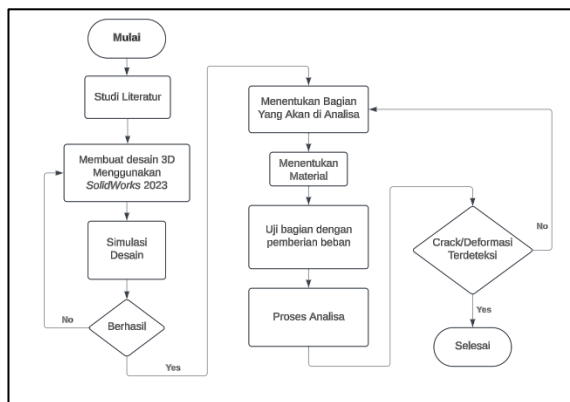 Mulai
Studi Literatur
Membuat desain 3D
Menggunakan
SolidWorks 2023
Simulasi
Desain
Berhasil
No
Yes
Menentukan Bagian
Yang Akan di Analisa
Menentukan
Material
Uji bagian dengan
pemberian beban
Proses Analisa
Crack/Deformasi
Terdeteksi
No
Yes
Selesai